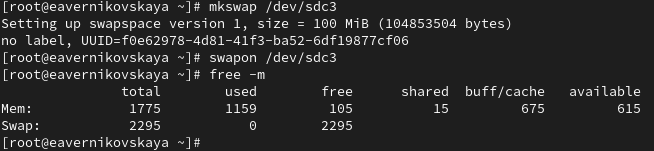 [root@eavernikovskaya ~]# mkswap /dev/sdc3
Setting up swapspace version 1, size = 100 MiB (104853504 bytes)
no label, UUID=f0e62978-4d81-41f3-ba52-6df19877cf06
[root@eavernikovskaya ~]# swapon /dev/sdc3
[root@eavernikovskaya ~]# free -m
               total        used        free      shared  buff/cache   available
Mem:            1775        1159         105          15         675         615
Swap:           2295           0        2295
[root@eavernikovskaya ~]#